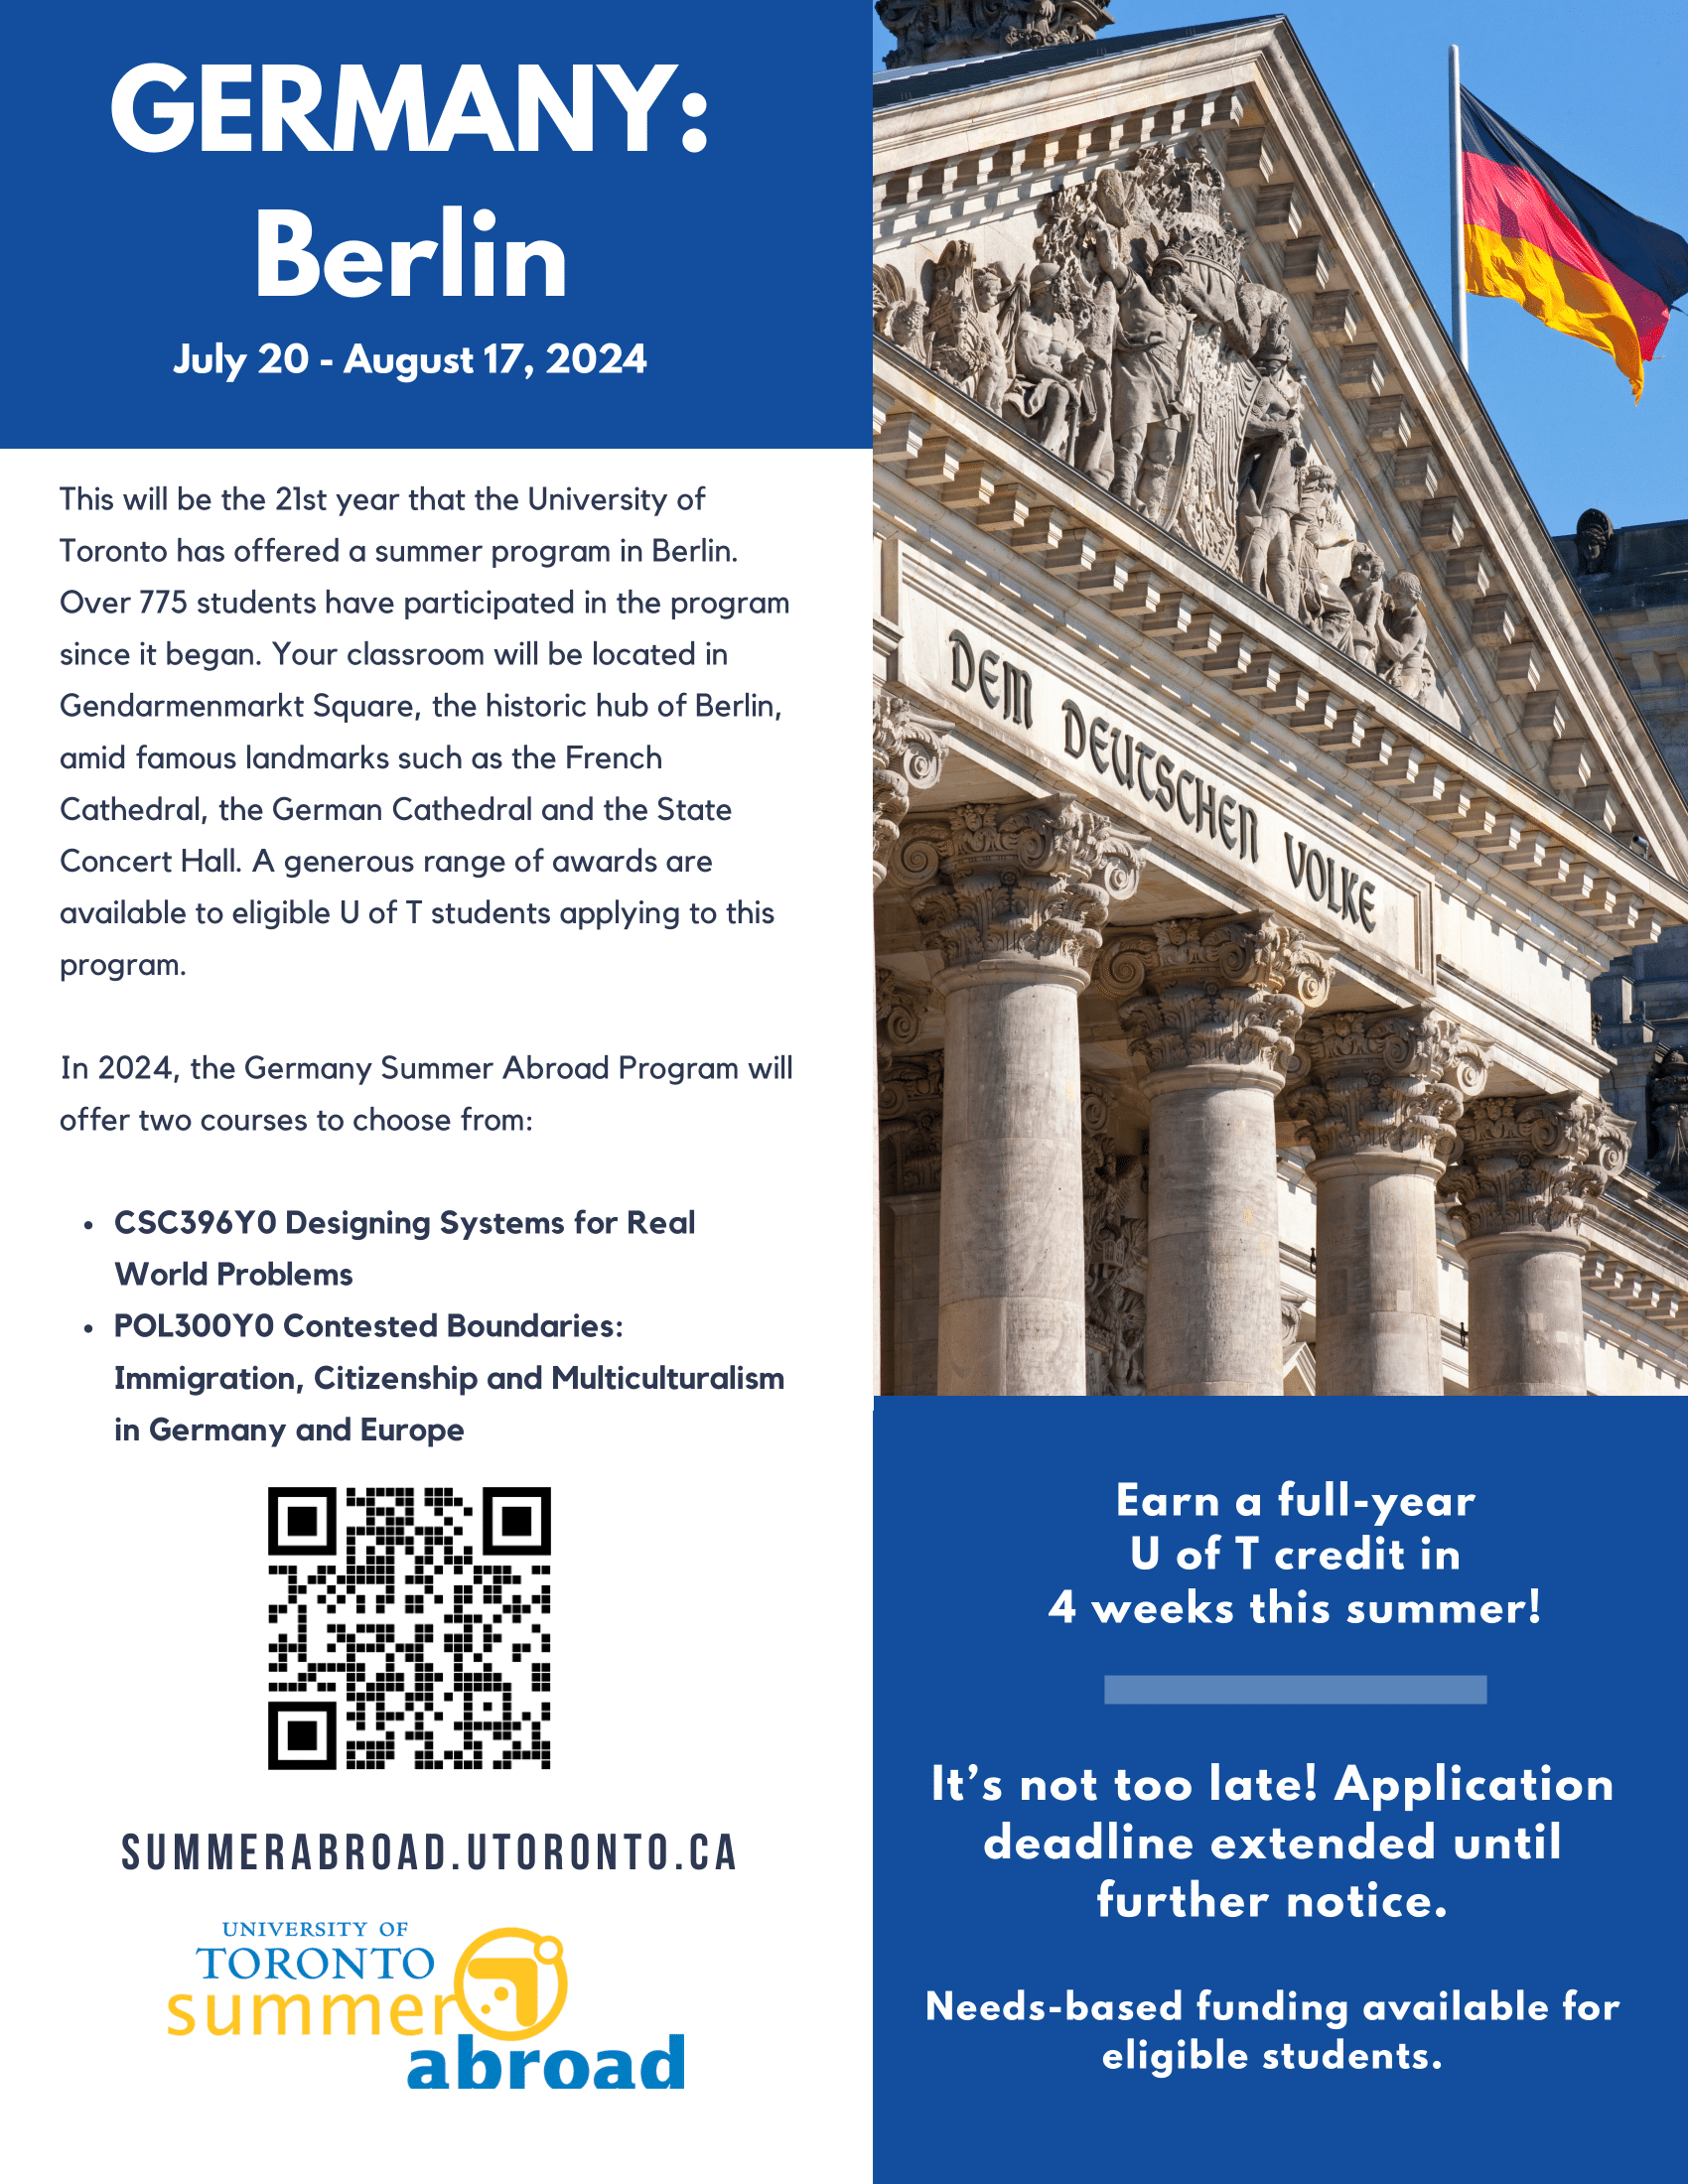 GERMANY:
Berlin
July 20 - August 17, 2024
This will be the 21st year that the University of
Toronto has offered a summer program in Berlin.
Over 775 students have participated in the program
since it began. Your classroom will be located in
Gendarmenmarkt Square, the historic hub of Berlin,
amid famous landmarks such as the French
Cathedral, the German Cathedral and the State
Concert Hall. A generous range of awards are
available to eligible U of T students applying to this
program.
In 2024, the Germany Summer Abroad Program will
offer two courses to choose from:
• CSC396Y0 Designing Systems for Real
World Problems
• POL300Y0 Contested Boundaries:
Immigration, Citizenship and Multiculturalism
in Germany and Europe
SUMMERABROAD.UTORONTO.CA
UNIVERSITY OF
TORONTO
summer
abroad
DEM DEUTSCHEN VOLKE
Earn a full-year
U of T credit in
4 weeks this summer!
It's not too late! Application
deadline extended until
further notice.
Needs-based funding available for
eligible students.